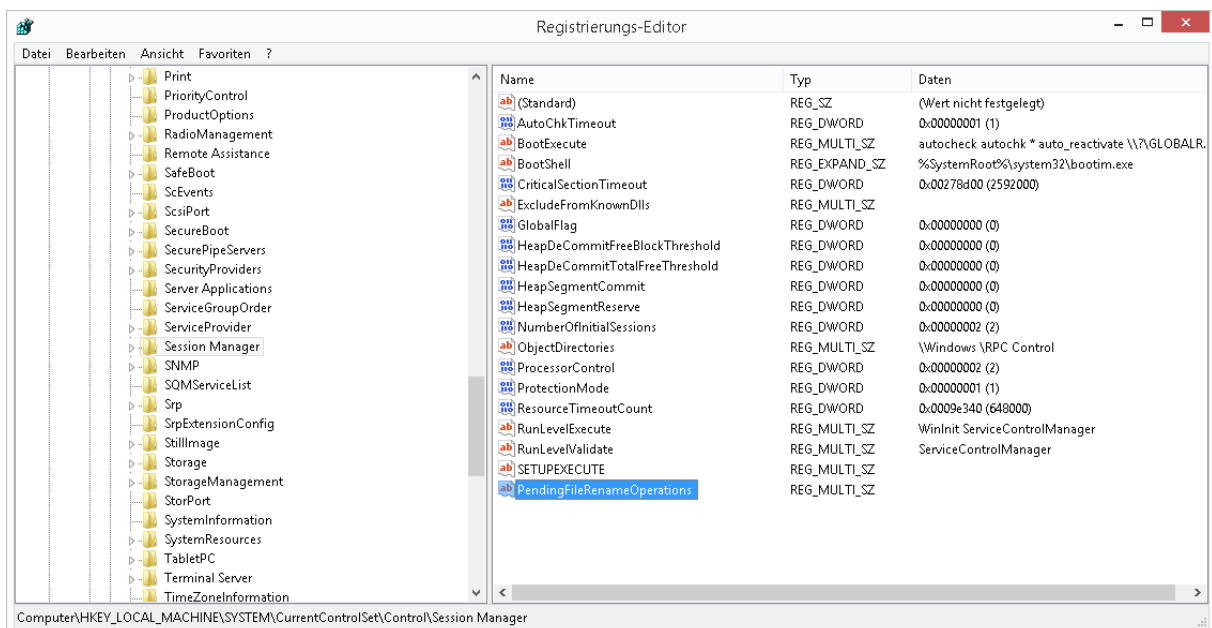 Registrierungs-Editor
Datei Bearbeiten Ansicht Favoriten ?
Print
PriorityControl
ProductOptions
RadioManagement
Remote Assistance
SafeBoot
ScEvents
ScsiPort
SecureBoot
SecurePipeServers
SecurityProviders
Server Applications
ServiceGroupOrder
ServiceProvider
Session Manager
SNMP
SQMServiceList
Srp
SrpExtensionConfig
StillImage
Storage
StorageManagement
StorPort
SystemInformation
SystemResources
TabletPC
Terminal Server
TimeZoneInformation
Name Typ Daten
(Standard) REG_SZ (Wert nicht festgelegt)
AutoChkTimeout REG_DWORD 0x00000001 (1)
BootExecute REG_MULTI_SZ autocheck autochk * auto_reactivate \\?\GLOBALR.
BootShell REG_EXPAND_SZ %SystemRoot%\system32\bootim.exe
CriticalSectionTimeout REG_DWORD 0x00278d00 (2592000)
ExcludeFromKnownDlls REG_MULTI_SZ
GlobalFlag REG_DWORD 0x00000000 (0)
HeapDeCommitFreeBlockThreshold REG_DWORD 0x00000000 (0)
HeapDeCommitTotalFreeThreshold REG_DWORD 0x00000000 (0)
HeapSegmentCommit REG_DWORD 0x00000000 (0)
HeapSegmentReserve REG_DWORD 0x00000000 (0)
NumberOfInitialSessions REG_DWORD 0x00000002 (2)
ObjectDirectories REG_MULTI_SZ \Windows \RPC Control
ProcessorControl REG_DWORD 0x00000002 (2)
ProtectionMode REG_DWORD 0x00000001 (1)
ResourceTimeoutCount REG_DWORD 0x0009e340 (648000)
RunLevelExecute REG_MULTI_SZ WinInit ServiceControlManager
RunLevelValidate REG_MULTI_SZ ServiceControlManager
SETUPEXECUTE REG_MULTI_SZ
PendingFileRenameOperations REG_MULTI_SZ
Computer\HKEY_LOCAL_MACHINE\SYSTEM\CurrentControlSet\Control\Session Manager